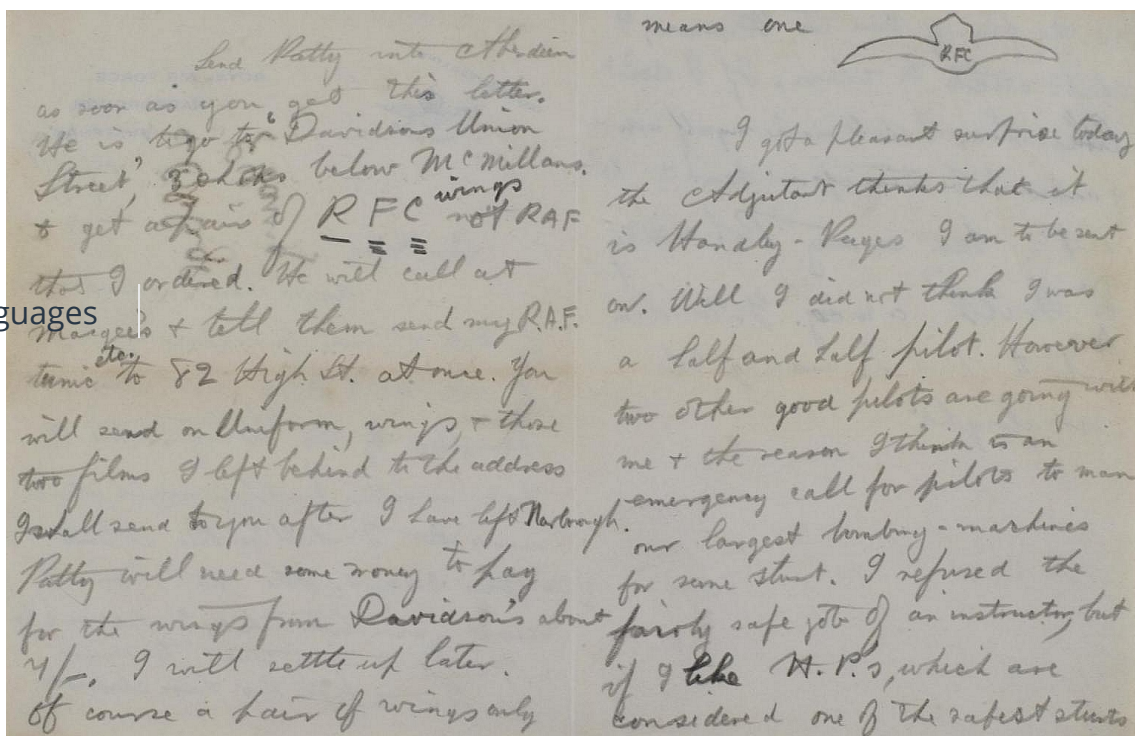 Send Patty into Aberdeen
as soon as you get this letter.
He is to go to "Davidsons Union
Street", 3 below McMillans,
& get a pair of RFC wings not RAF
that I ordered. He will call at
& tell them send my R.A.F.
tunic etc. to 82 High St. at once. You
will send on Uniform, wings, & those
two films I left behind to the address
I shall send to you after I have left Narborough.
Patty will need some money to pay
for the wings from Davidson's about
I will settle up later.
Of course a pair of wings only
means one
RFC
I got a pleasant surprise today
the Adjutant thinks that it
is Handley-Pages I am to be sent
on. Well I did not think I was
a half and half pilot. However
two other good pilots are going with
me & the reason I think is an
emergency call for pilots to man
our largest bombing-machines
for some stunt. I refused the
fairly safe job of an instructor, but
if I like H.P.s, which are
considered one of the safest stunts
guages